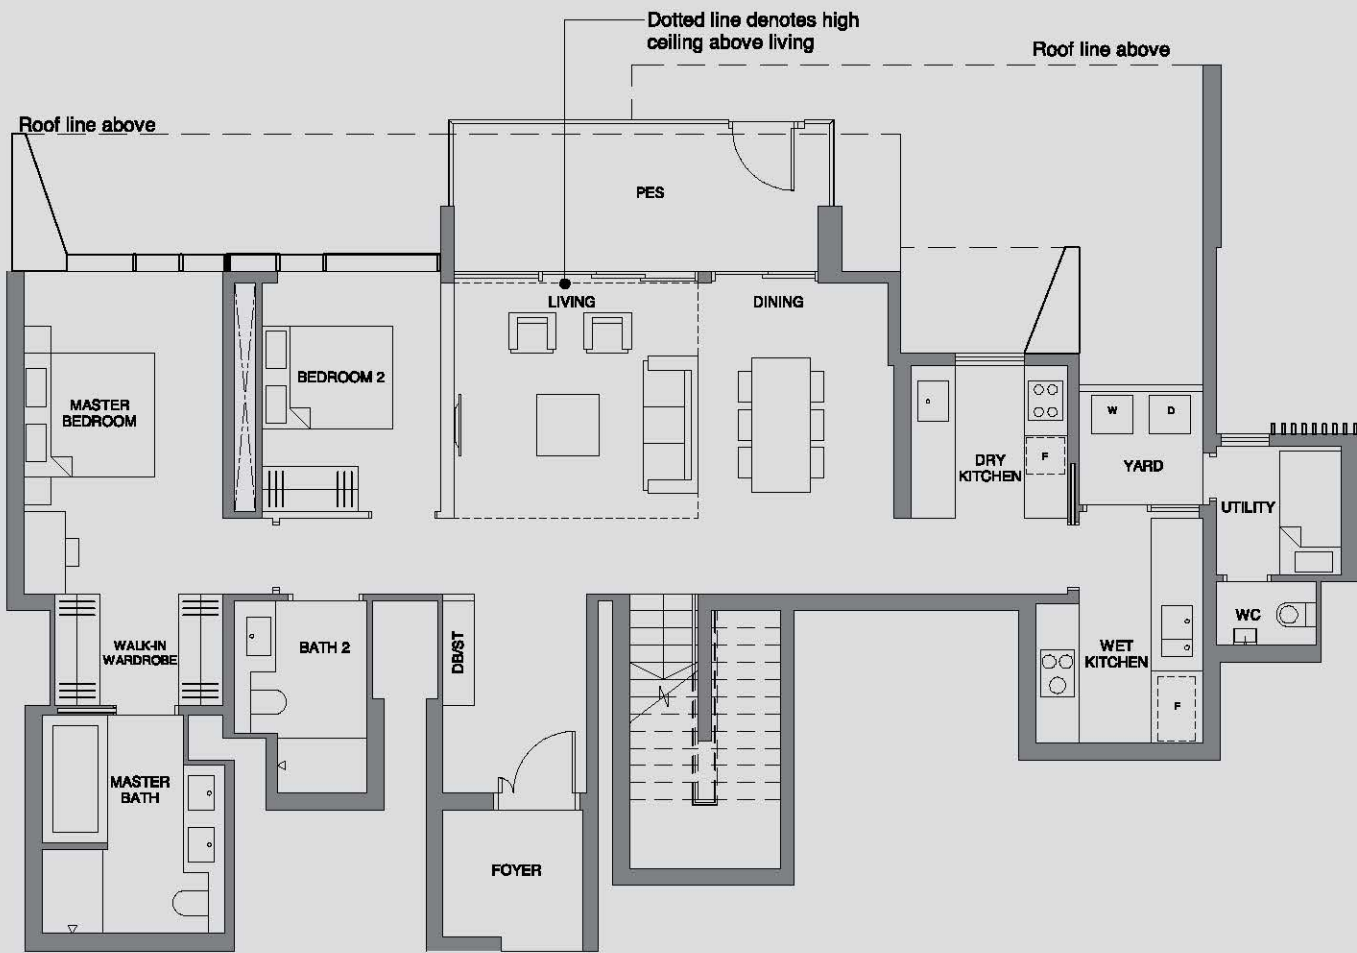 Dotted line denotes high
ceiling above living
Roof line above
Roof line above
PES
LIVING
DINING
BEDROOM 2
MASTER
BEDROOM
W
D
DRY
KITCHEN
F
YARD
UTILITY
WALK-IN
WARDROBE
BATH 2
DB/ST
WC
WET
KITCHEN
F
MASTER
BATH
FOYER